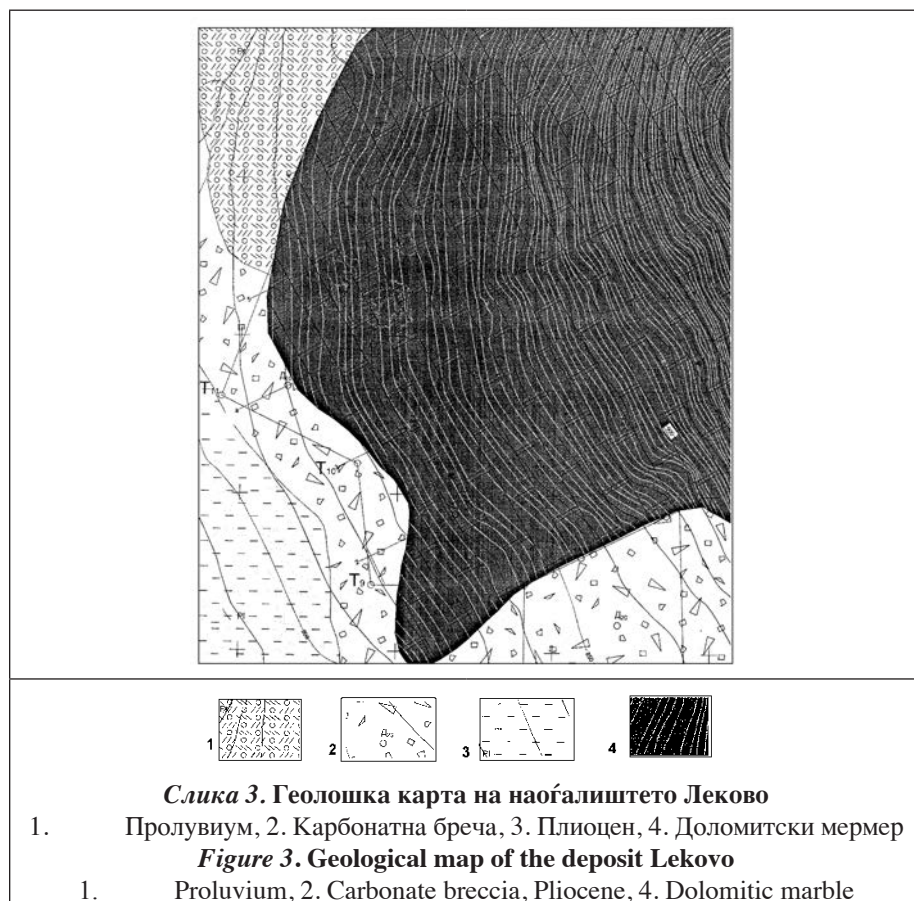 T₁₁
T₁₀
T₉
Д₂₀
1
2
3
4
Слика 3. Геолошка карта на наоѓалиштето Леково
1. Пролувиум, 2. Карбонатна бреча, 3. Плиоцен, 4. Доломитски мермер
Figure 3. Geological map of the deposit Lekovo
1. Proluvium, 2. Carbonate breccia, Pliocene, 4. Dolomitic marble